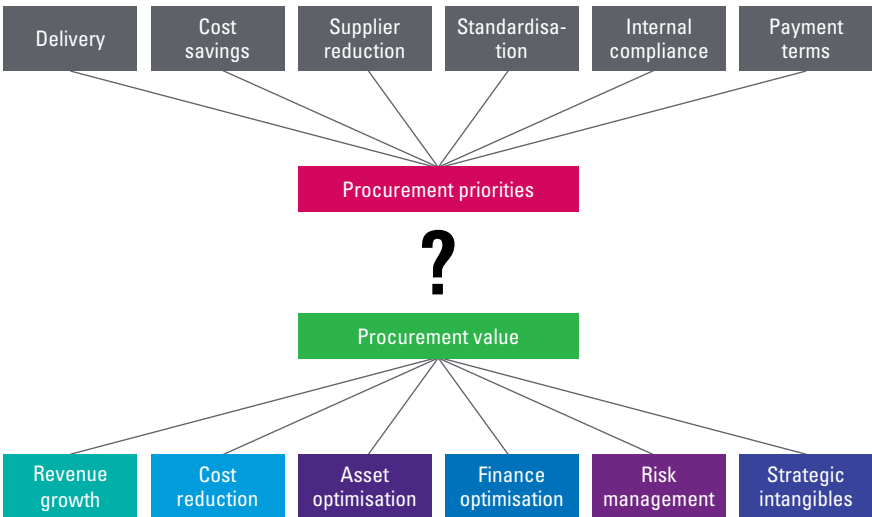 Delivery
Cost
savings
Supplier
reduction
Standardisa-
tion
Internal
compliance
Payment
terms
Procurement priorities
?
Procurement value
Revenue
growth
Cost
reduction
Asset
optimisation
Finance
optimisation
Risk
management
Strategic
intangibles